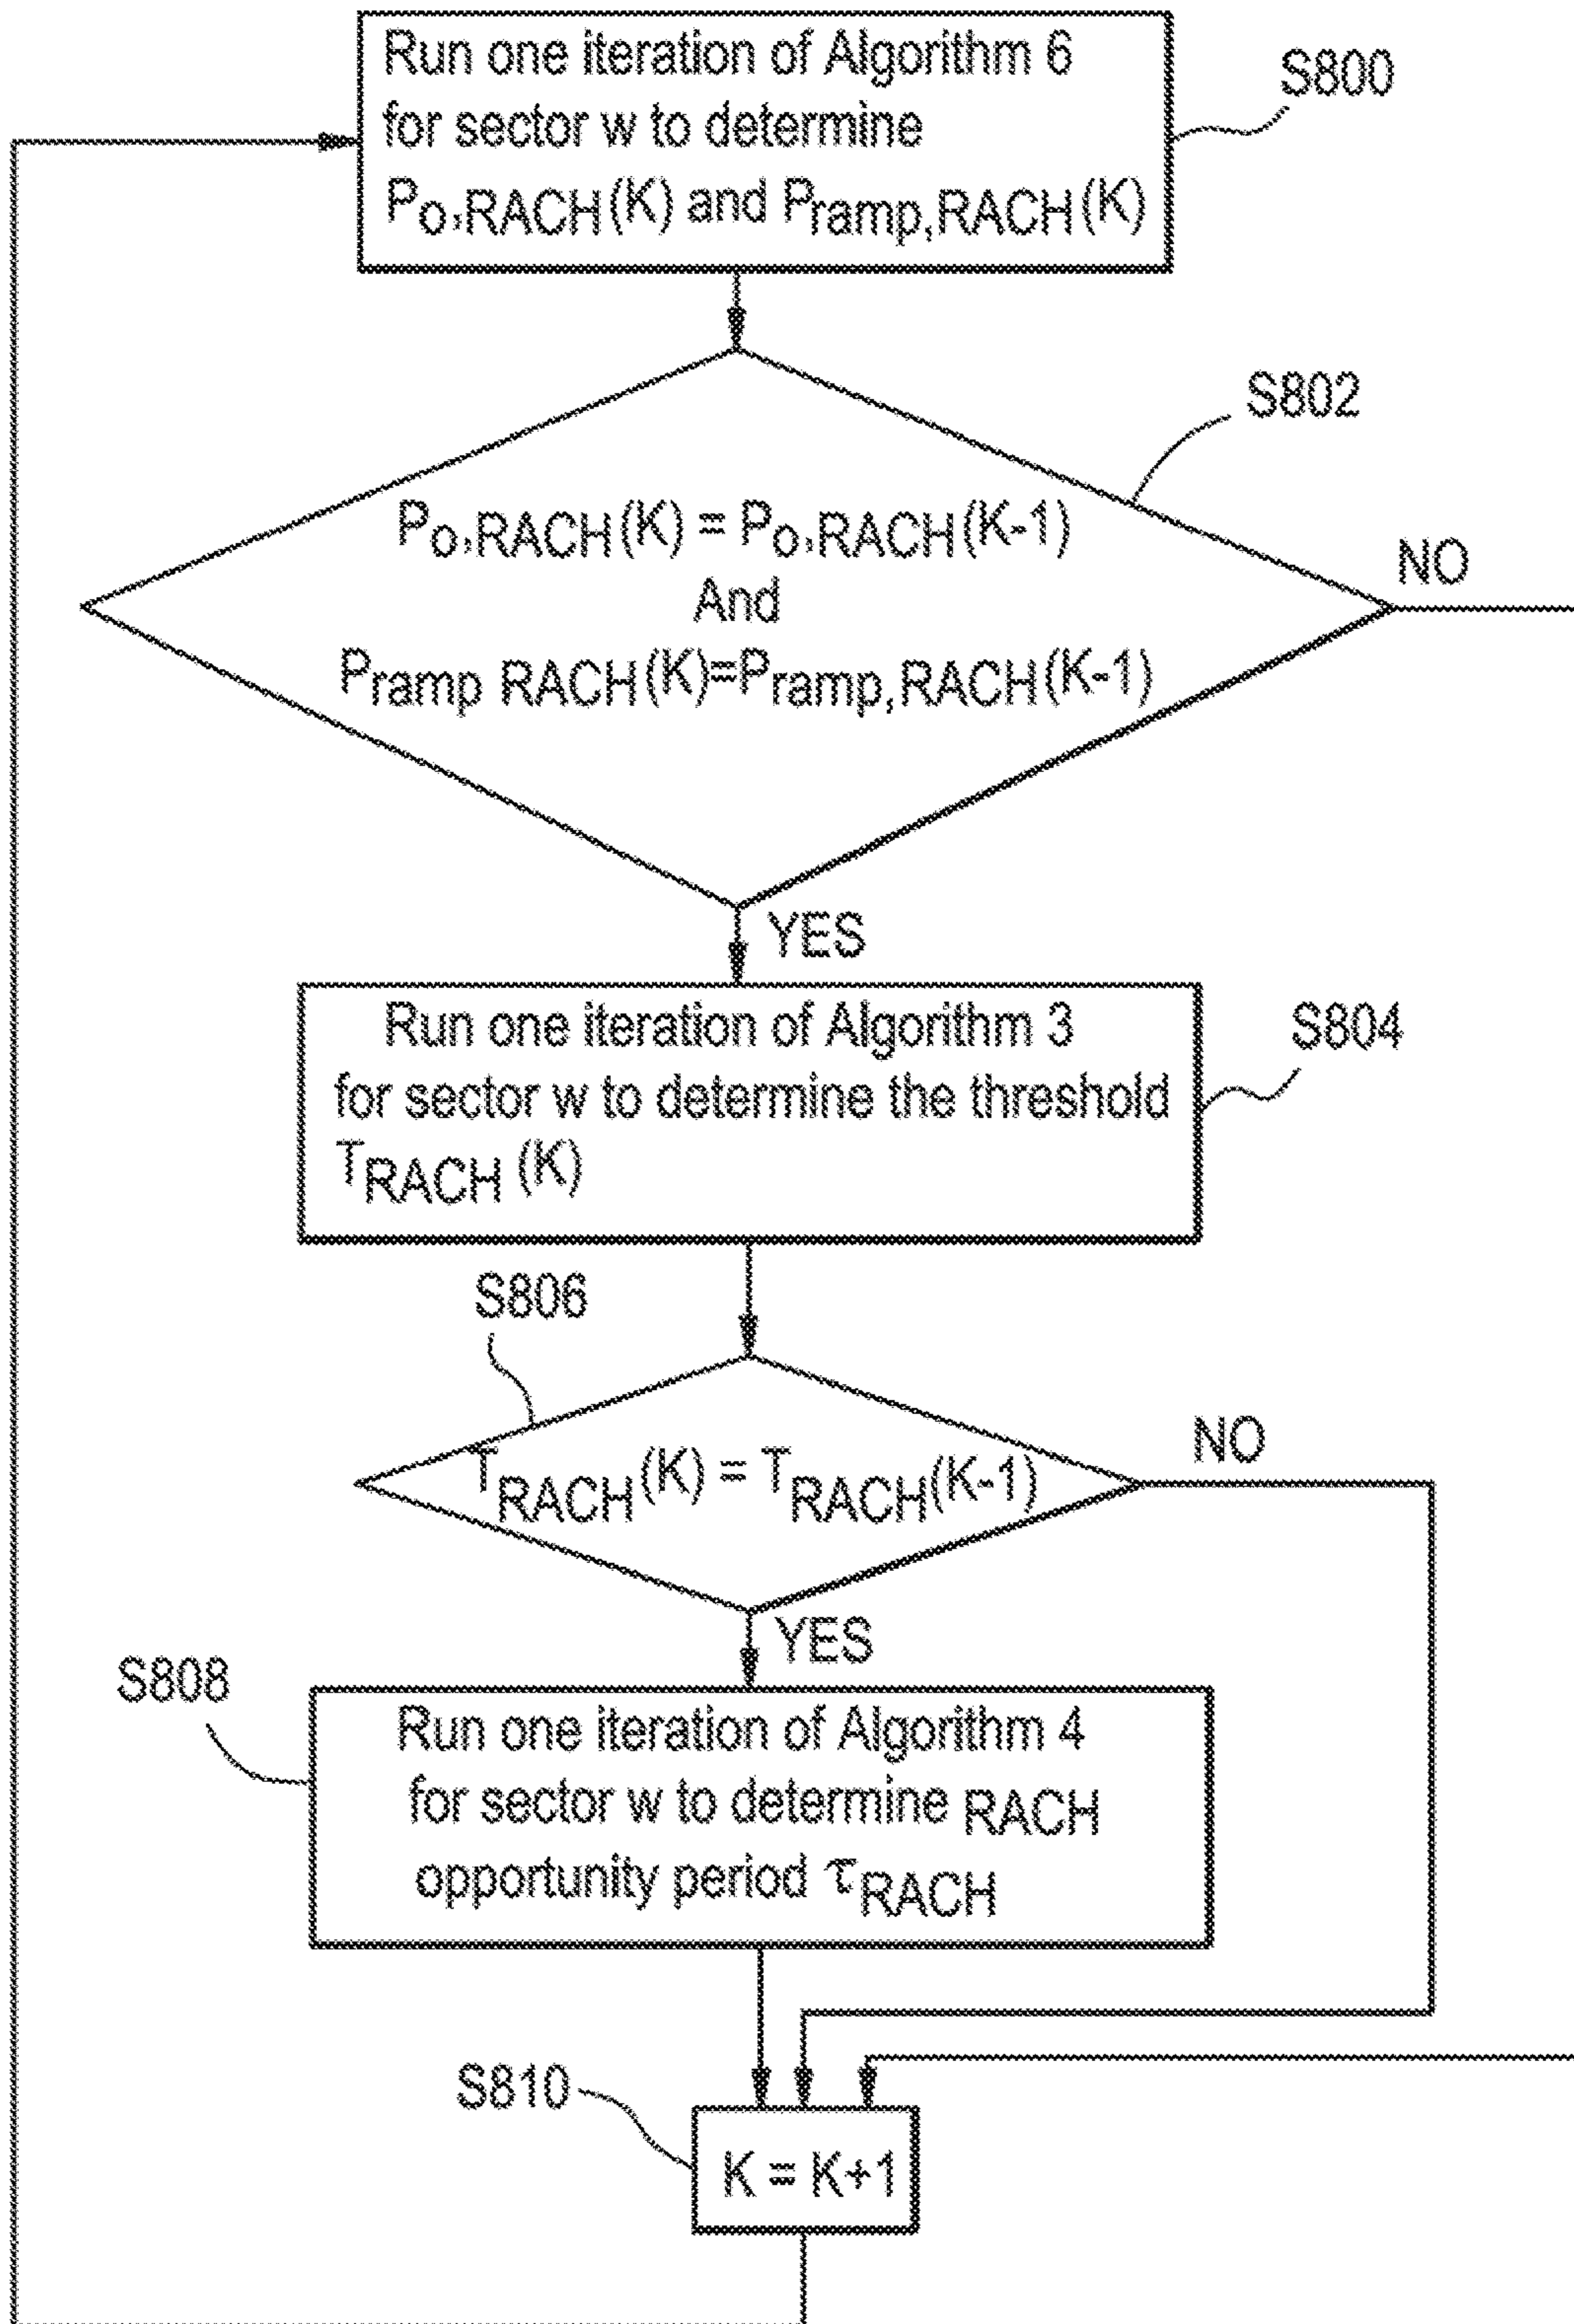 Run one iteration of Algorithm 6
for sector w to determine
Po,RACH(K) and Pramp,RACH(K)
S800
S802
Po,RACH(K) = Po,RACH(K-1)
And
Pramp RACH(K)=Pramp,RACH(K-1)
NO
YES
Run one iteration of Algorithm 3
for sector w to determine the threshold
TRACH (K)
S804
S806
TRACH(K) = TRACH(K-1)
NO
YES
S808
Run one iteration of Algorithm 4
for sector w to determine RACH
opportunity period τRACH
S810
K = K+1